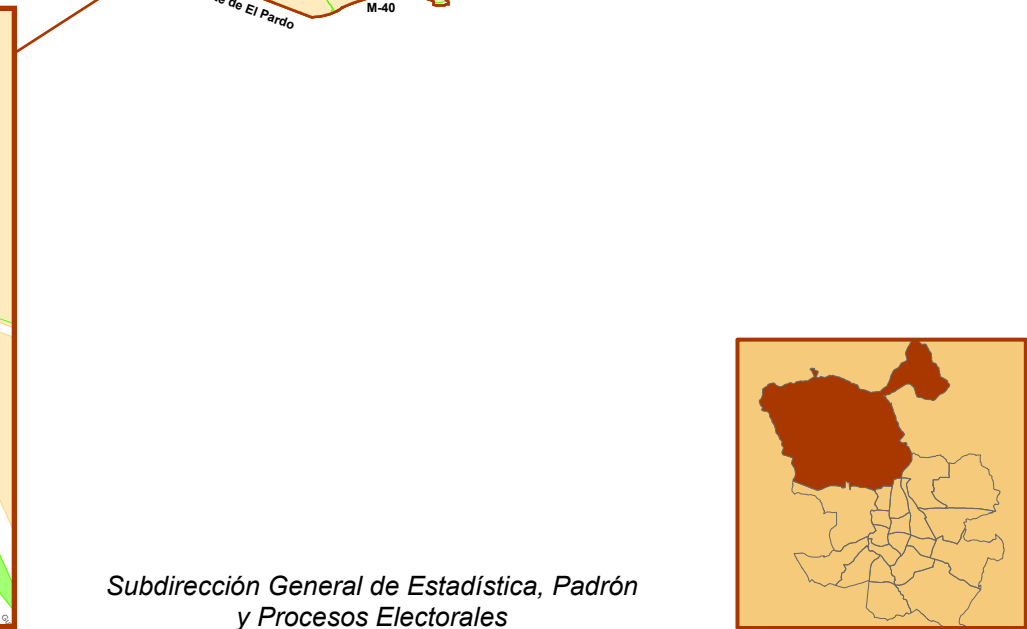 de El Pardo
M-40
Subdirección General de Estadística, Padrón
y Procesos Electorales